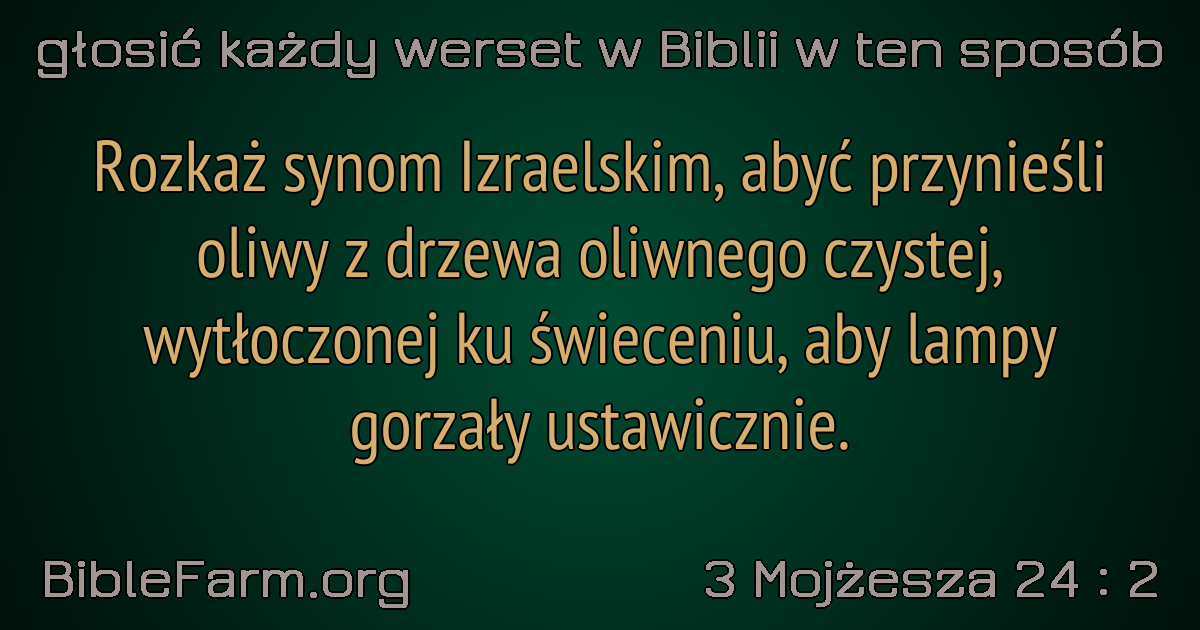 głosić każdy werset w Biblii w ten sposób
Rozkaż synom Izraelskim, abyć przynieśli
oliwy z drzewa oliwnego czystej,
wytłoczonej ku świeceniu, aby lampy
gorzały ustawicznie.
BibleFarm.org
3 Mojżesza 24 : 2